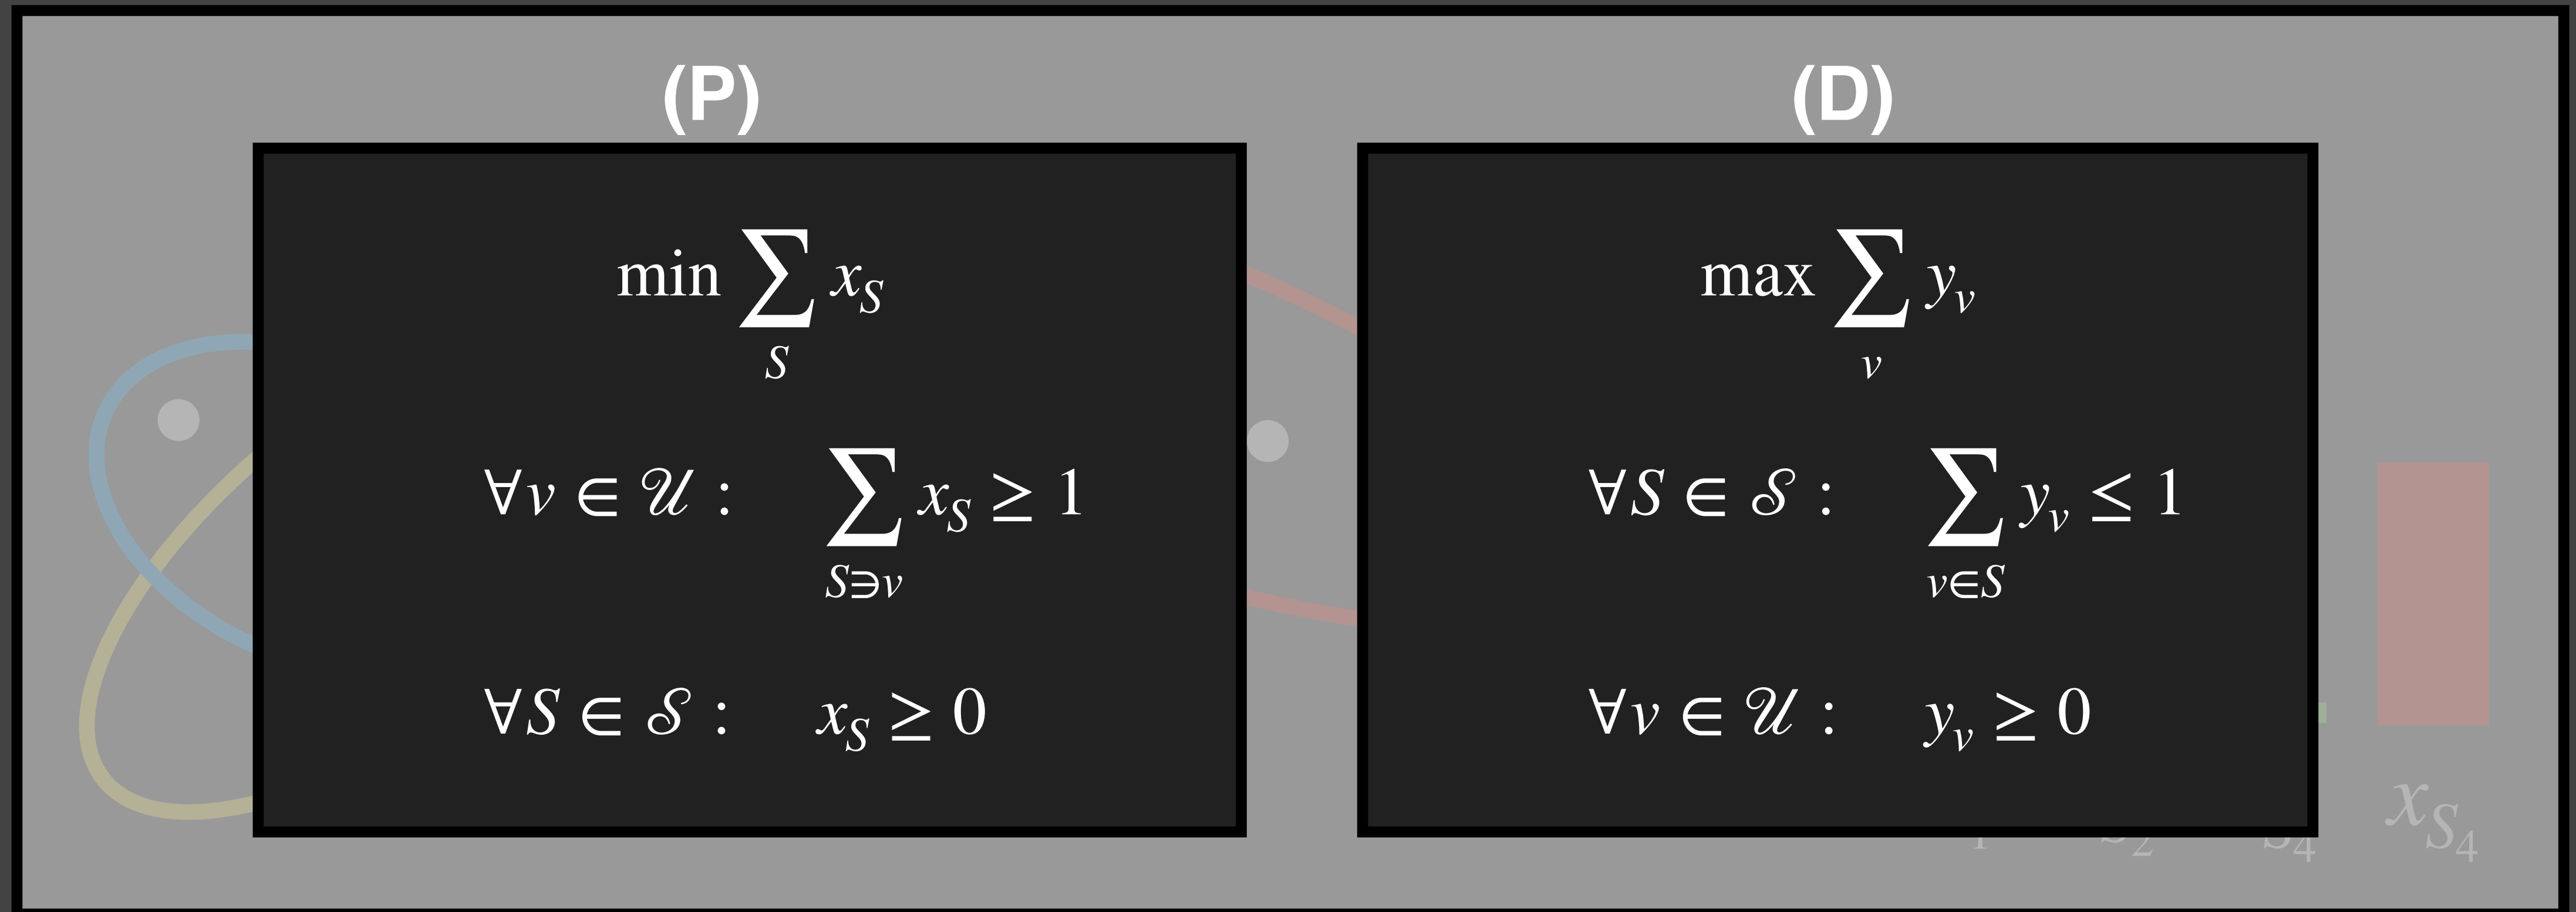 (P)
min ∑_S x_S
∀v ∈ 𝒰 : ∑_{S∋v} x_S ≥ 1
∀S ∈ 𝒮 : x_S ≥ 0
(D)
max ∑_v y_v
∀S ∈ 𝒮 : ∑_{v∈S} y_v ≤ 1
∀v ∈ 𝒰 : y_v ≥ 0
x_{S_4}